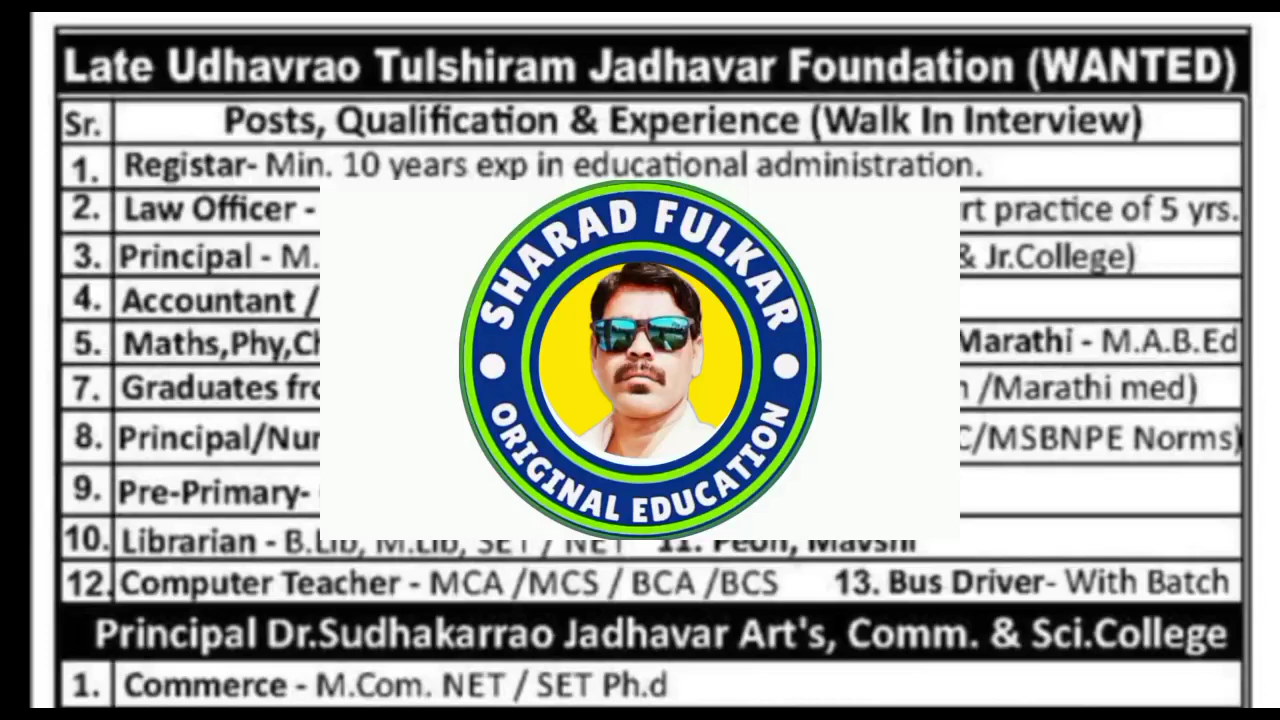 Late Udhavrao Tulshiram Jadhavar Foundation (WANTED)
Sr. Posts, Qualification & Experience (Walk In Interview)
1. Registar- Min. 10 years exp in educational administration.
2. Law Officer - rt practice of 5 yrs.
3. Principal - M. & Jr.College)
4. Accountant /
5. Maths,Phy,Ch Marathi - M.A.B.Ed
7. Graduates fro /Marathi med)
8. Principal/Nur C/MSBNPE Norms)
9. Pre-Primary-
10. Librarian - B.Lib, M.Lib, SET / NET 11. Peon, Mavshi
12. Computer Teacher - MCA /MCS / BCA /BCS 13. Bus Driver- With Batch
Principal Dr.Sudhakarrao Jadhavar Art's, Comm. & Sci.College
1. Commerce - M.Com. NET / SET Ph.d
SHARAD FULKAR
ORIGINAL EDUCATION